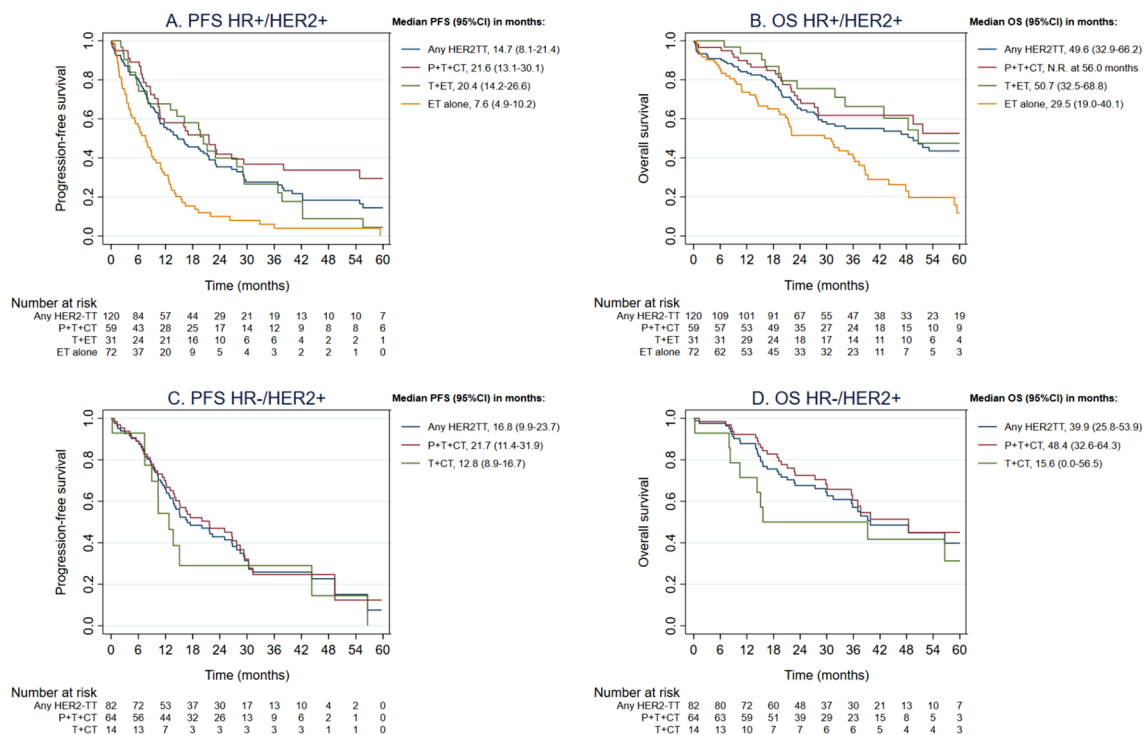 A. PFS HR+/HER2+
Median PFS (95%CI) in months:
Any HER2TT, 14.7 (8.1-21.4)
P+T+CT, 21.6 (13.1-30.1)
T+ET, 20.4 (14.2-26.6)
ET alone, 7.6 (4.9-10.2)
Progression-free survival
1.0
0.8
0.6
0.4
0.2
0.0
0 6 12 18 24 30 36 42 48 54 60
Time (months)
Number at risk
Any HER2-TT 120 84 57 44 29 21 19 13 10 10 7
P+T+CT 59 43 28 25 17 14 12 9 8 8 6
T+ET 31 24 21 16 10 6 6 4 2 2 1
ET alone 72 37 20 9 5 4 3 2 2 1 0
B. OS HR+/HER2+
Median OS (95%CI) in months:
Any HER2TT, 49.6 (32.9-66.2)
P+T+CT, N.R. at 56.0 months
T+ET, 50.7 (32.5-68.8)
ET alone, 29.5 (19.0-40.1)
Overall survival
1.0
0.8
0.6
0.4
0.2
0.0
0 6 12 18 24 30 36 42 48 54 60
Time (months)
Number at risk
Any HER2-TT 120 109 101 91 67 55 47 38 33 23 19
P+T+CT 59 57 53 49 35 27 24 18 15 10 9
T+ET 31 31 29 24 18 17 14 11 10 6 4
ET alone 72 62 53 45 33 32 23 11 7 5 3
C. PFS HR-/HER2+
Median PFS (95%CI) in months:
Any HER2TT, 16.8 (9.9-23.7)
P+T+CT, 21.7 (11.4-31.9)
T+CT, 12.8 (8.9-16.7)
Progression-free survival
1.0
0.8
0.6
0.4
0.2
0.0
0 6 12 18 24 30 36 42 48 54 60
Time (months)
Number at risk
Any HER2-TT 82 72 53 37 30 17 13 10 4 2 0
P+T+CT 64 56 44 32 26 13 9 6 2 1 0
T+CT 14 13 7 3 3 3 3 3 1 1 0
D. OS HR-/HER2+
Median OS (95%CI) in months:
Any HER2TT, 39.9 (25.8-53.9)
P+T+CT, 48.4 (32.6-64.3)
T+CT, 15.6 (0.0-56.5)
Overall survival
1.0
0.8
0.6
0.4
0.2
0.0
0 6 12 18 24 30 36 42 48 54 60
Time (months)
Number at risk
Any HER2-TT 82 80 72 60 48 37 30 21 13 10 7
P+T+CT 64 63 59 51 39 29 23 15 8 5 3
T+CT 14 13 10 7 7 6 6 5 4 4 3